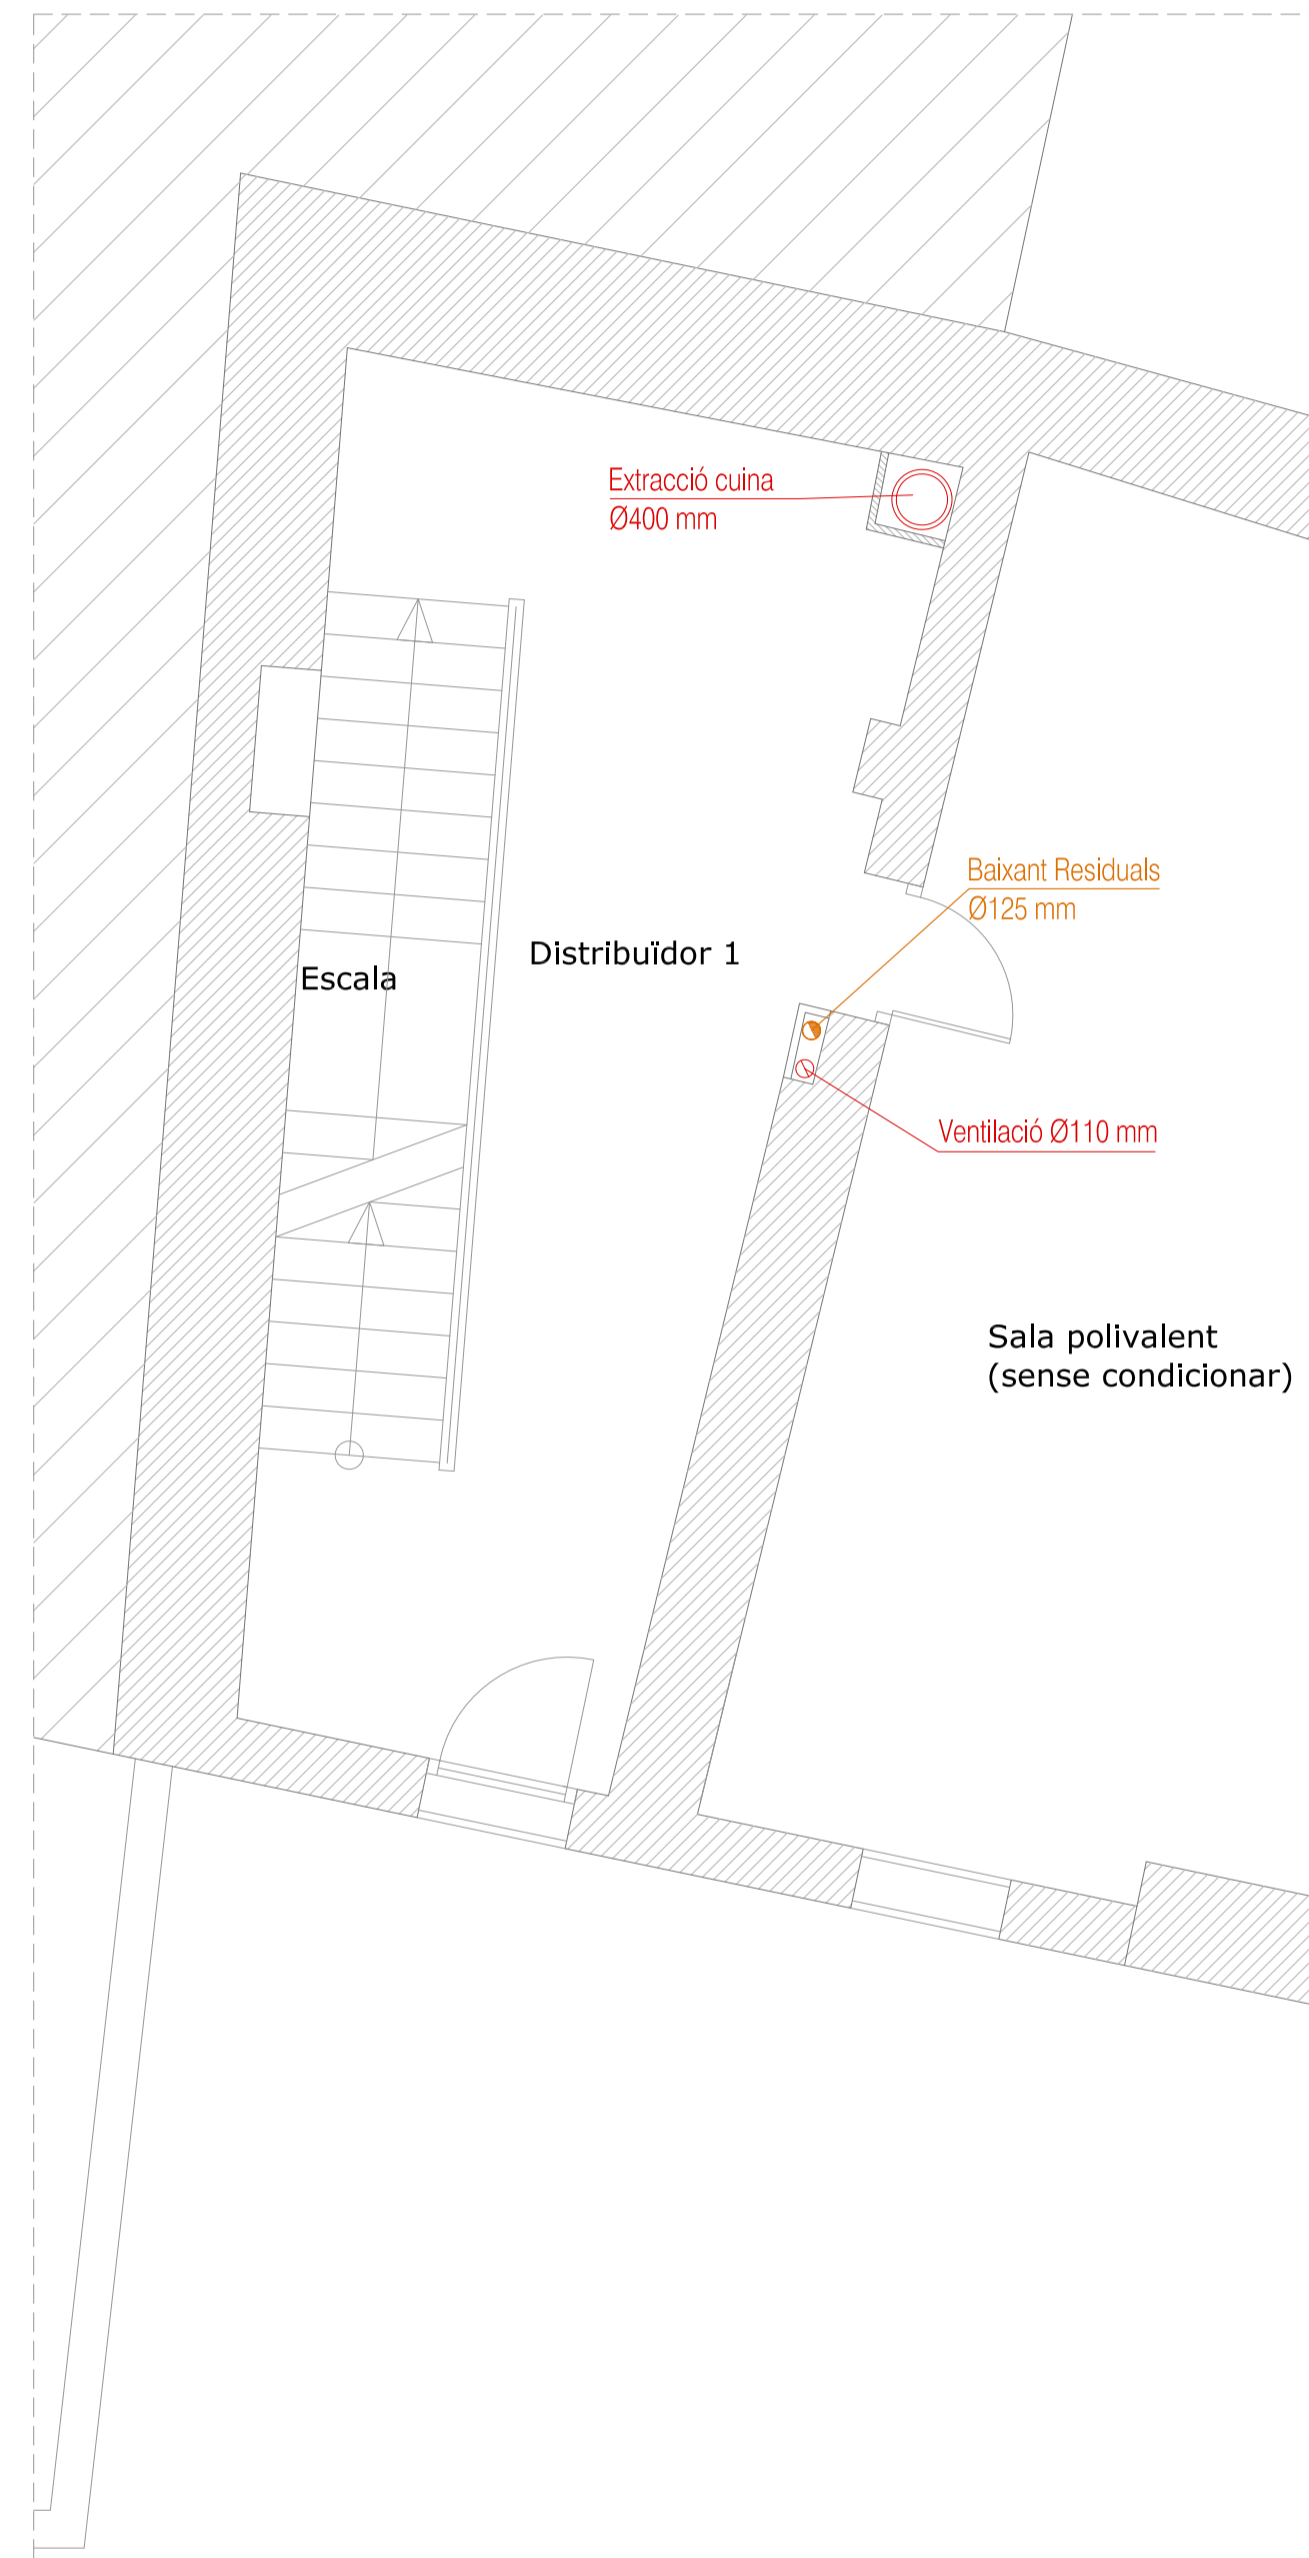 Extracció cuina
Ø400 mm
Baixant Residuals
Ø125 mm
Distribuïdor 1
Escala
Ventilació Ø110 mm
Sala polivalent
(sense condicionar)